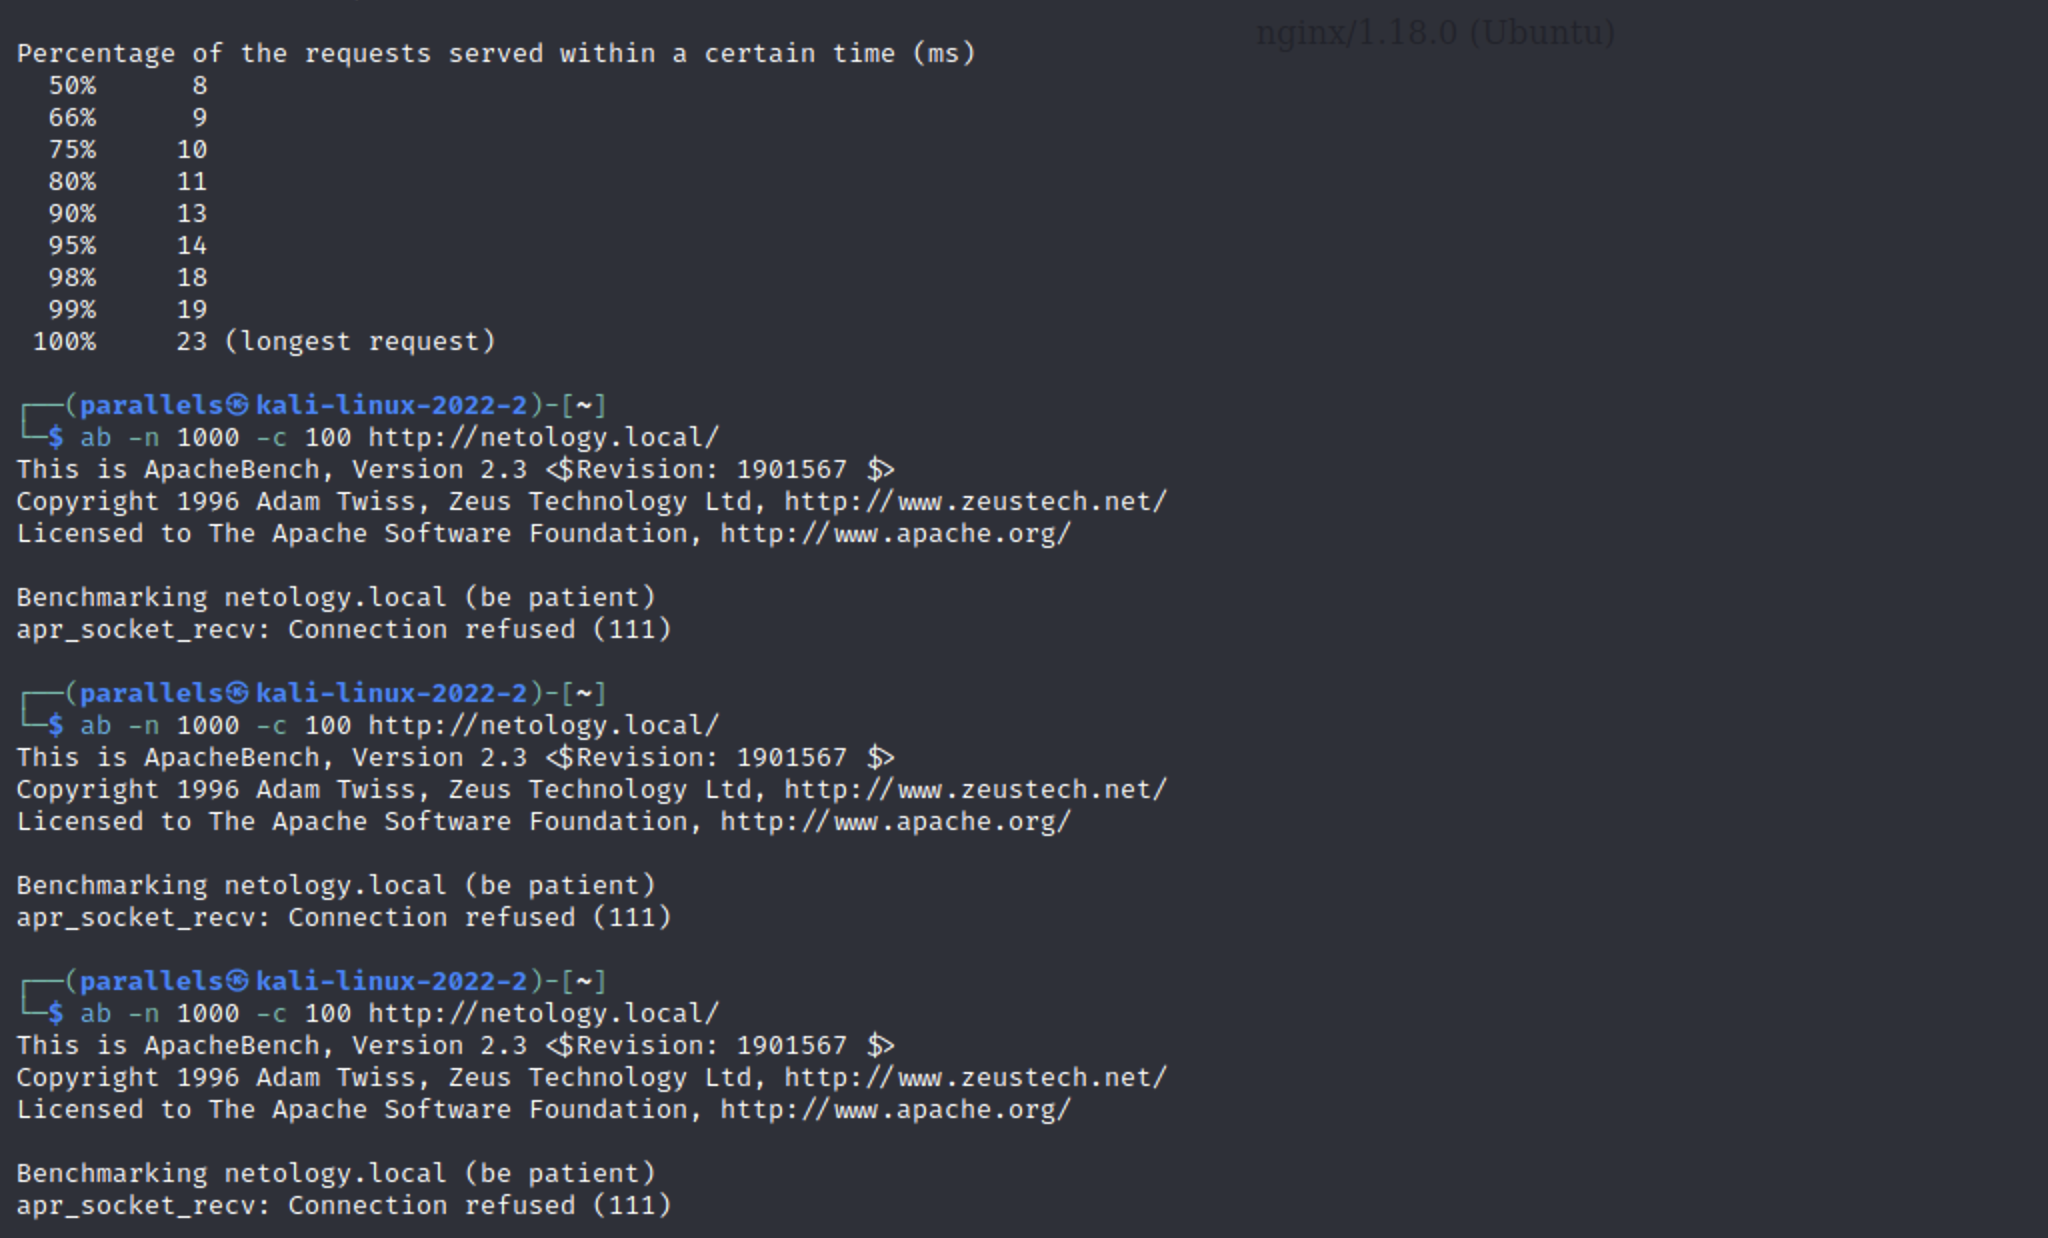 nginx/1.18.0 (Ubuntu)
Percentage of the requests served within a certain time (ms)
  50%      8
  66%      9
  75%     10
  80%     11
  90%     13
  95%     14
  98%     18
  99%     19
 100%     23 (longest request)
┌──(parallels㉿kali-linux-2022-2)-[~]
└─$ ab -n 1000 -c 100 http://netology.local/
This is ApacheBench, Version 2.3 <$Revision: 1901567 $>
Copyright 1996 Adam Twiss, Zeus Technology Ltd, http://www.zeustech.net/
Licensed to The Apache Software Foundation, http://www.apache.org/
Benchmarking netology.local (be patient)
apr_socket_recv: Connection refused (111)
┌──(parallels㉿kali-linux-2022-2)-[~]
└─$ ab -n 1000 -c 100 http://netology.local/
This is ApacheBench, Version 2.3 <$Revision: 1901567 $>
Copyright 1996 Adam Twiss, Zeus Technology Ltd, http://www.zeustech.net/
Licensed to The Apache Software Foundation, http://www.apache.org/
Benchmarking netology.local (be patient)
apr_socket_recv: Connection refused (111)
┌──(parallels㉿kali-linux-2022-2)-[~]
└─$ ab -n 1000 -c 100 http://netology.local/
This is ApacheBench, Version 2.3 <$Revision: 1901567 $>
Copyright 1996 Adam Twiss, Zeus Technology Ltd, http://www.zeustech.net/
Licensed to The Apache Software Foundation, http://www.apache.org/
Benchmarking netology.local (be patient)
apr_socket_recv: Connection refused (111)